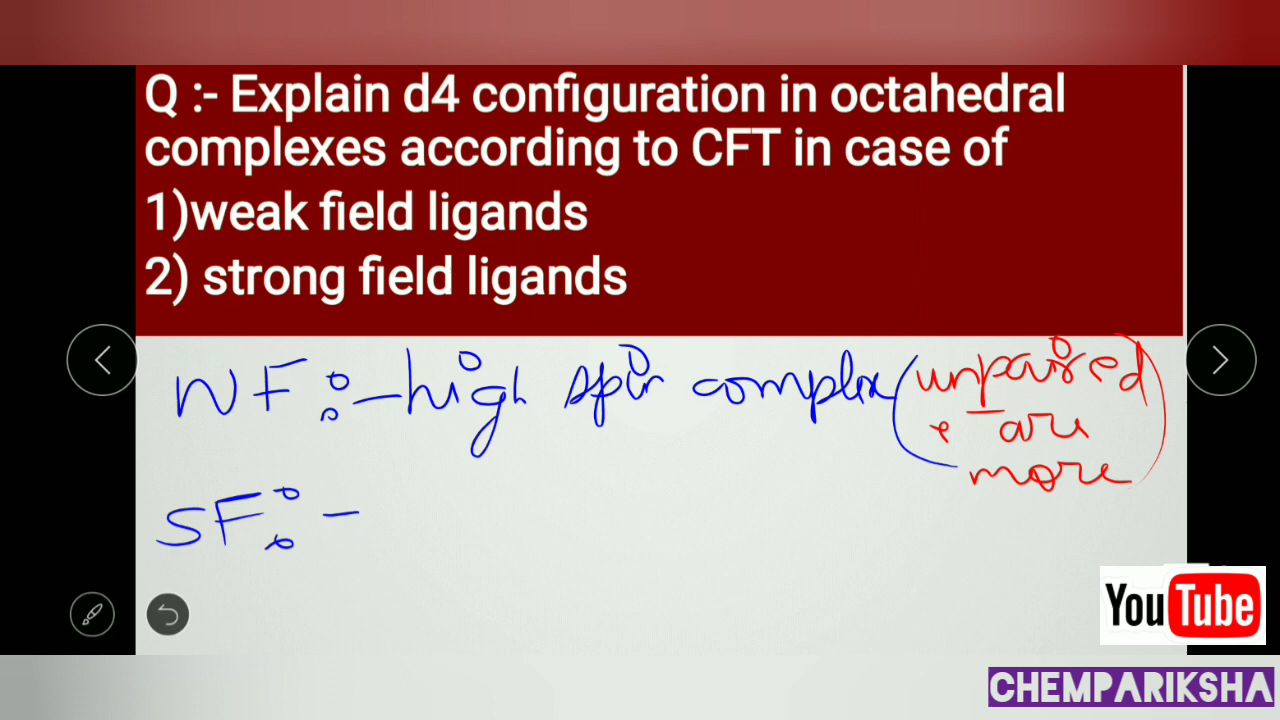 Q :- Explain d4 configuration in octahedral
complexes according to CFT in case of
1)weak field ligands
2) strong field ligands
WF :- high spin complex (unpaired
e- are
more)
SF :-
YouTube
CHEMPARIKSHA